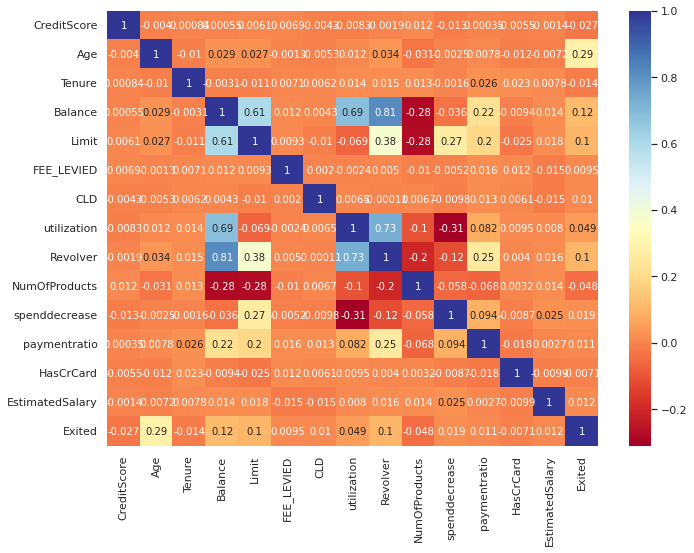 CreditScore 1 -0.004 0.00084 0.00055 0.0061 0.0069 -0.0043 -0.0083 -0.0019 0.012 -0.013 0.00035 -0.0055 -0.0014 -0.027
Age -0.004 1 -0.01 0.029 0.027 -0.0013 -0.0053 0.012 0.034 -0.031 -0.0025 0.0078 -0.012 -0.0072 0.29
Tenure 0.00084 -0.01 1 -0.0031 -0.011 0.0071 0.0062 0.014 0.015 0.013 -0.0016 0.026 0.023 0.0078 -0.014
Balance 0.00055 0.029 -0.0031 1 0.61 0.012 0.0043 0.69 0.81 -0.28 -0.036 0.22 -0.0094 0.014 0.12
Limit 0.0061 0.027 -0.011 0.61 1 0.0093 -0.01 -0.069 0.38 -0.28 0.27 0.2 -0.025 0.018 0.1
FEE_LEVIED 0.0069 -0.0013 0.0071 0.012 0.0093 1 0.002 -0.0024 0.005 -0.01 -0.0052 0.016 0.012 -0.015 0.0095
CLD -0.0043 -0.0053 0.0062 0.0043 -0.01 0.002 1 0.0065 -0.00011 0.0067 -0.0098 0.013 0.0061 -0.015 0.01
utilization -0.0083 0.012 0.014 0.69 -0.069 -0.0024 0.0065 1 0.73 -0.1 -0.31 0.082 0.0095 0.008 0.049
Revolver -0.0019 0.034 0.015 0.81 0.38 0.005 -0.00011 0.73 1 -0.2 -0.12 0.25 0.004 0.016 0.1
NumOfProducts 0.012 -0.031 0.013 -0.28 -0.28 -0.01 0.0067 -0.1 -0.2 1 -0.058 -0.068 0.0032 0.014 -0.048
spenddecrease -0.013 -0.0025 -0.0016 -0.036 0.27 -0.0052 -0.0098 -0.31 -0.12 -0.058 1 0.094 -0.0087 0.025 0.019
paymentratio 0.00035 0.0078 0.026 0.22 0.2 0.016 0.013 0.082 0.25 -0.068 0.094 1 -0.018 0.0027 0.011
HasCrCard -0.0055 -0.012 0.023 -0.0094 -0.025 0.012 0.0061 0.0095 0.004 0.0032 -0.0087 -0.018 1 -0.0099 -0.0071
EstimatedSalary -0.0014 -0.0072 0.0078 0.014 0.018 -0.015 -0.015 0.008 0.016 0.014 0.025 0.0027 -0.0099 1 0.012
Exited -0.027 0.29 -0.014 0.12 0.1 0.0095 0.01 0.049 0.1 -0.048 0.019 0.011 -0.0071 0.012 1
CreditScore Age Tenure Balance Limit FEE_LEVIED CLD utilization Revolver NumOfProducts spenddecrease paymentratio HasCrCard EstimatedSalary Exited
1.0
0.8
0.6
0.4
0.2
0.0
−0.2